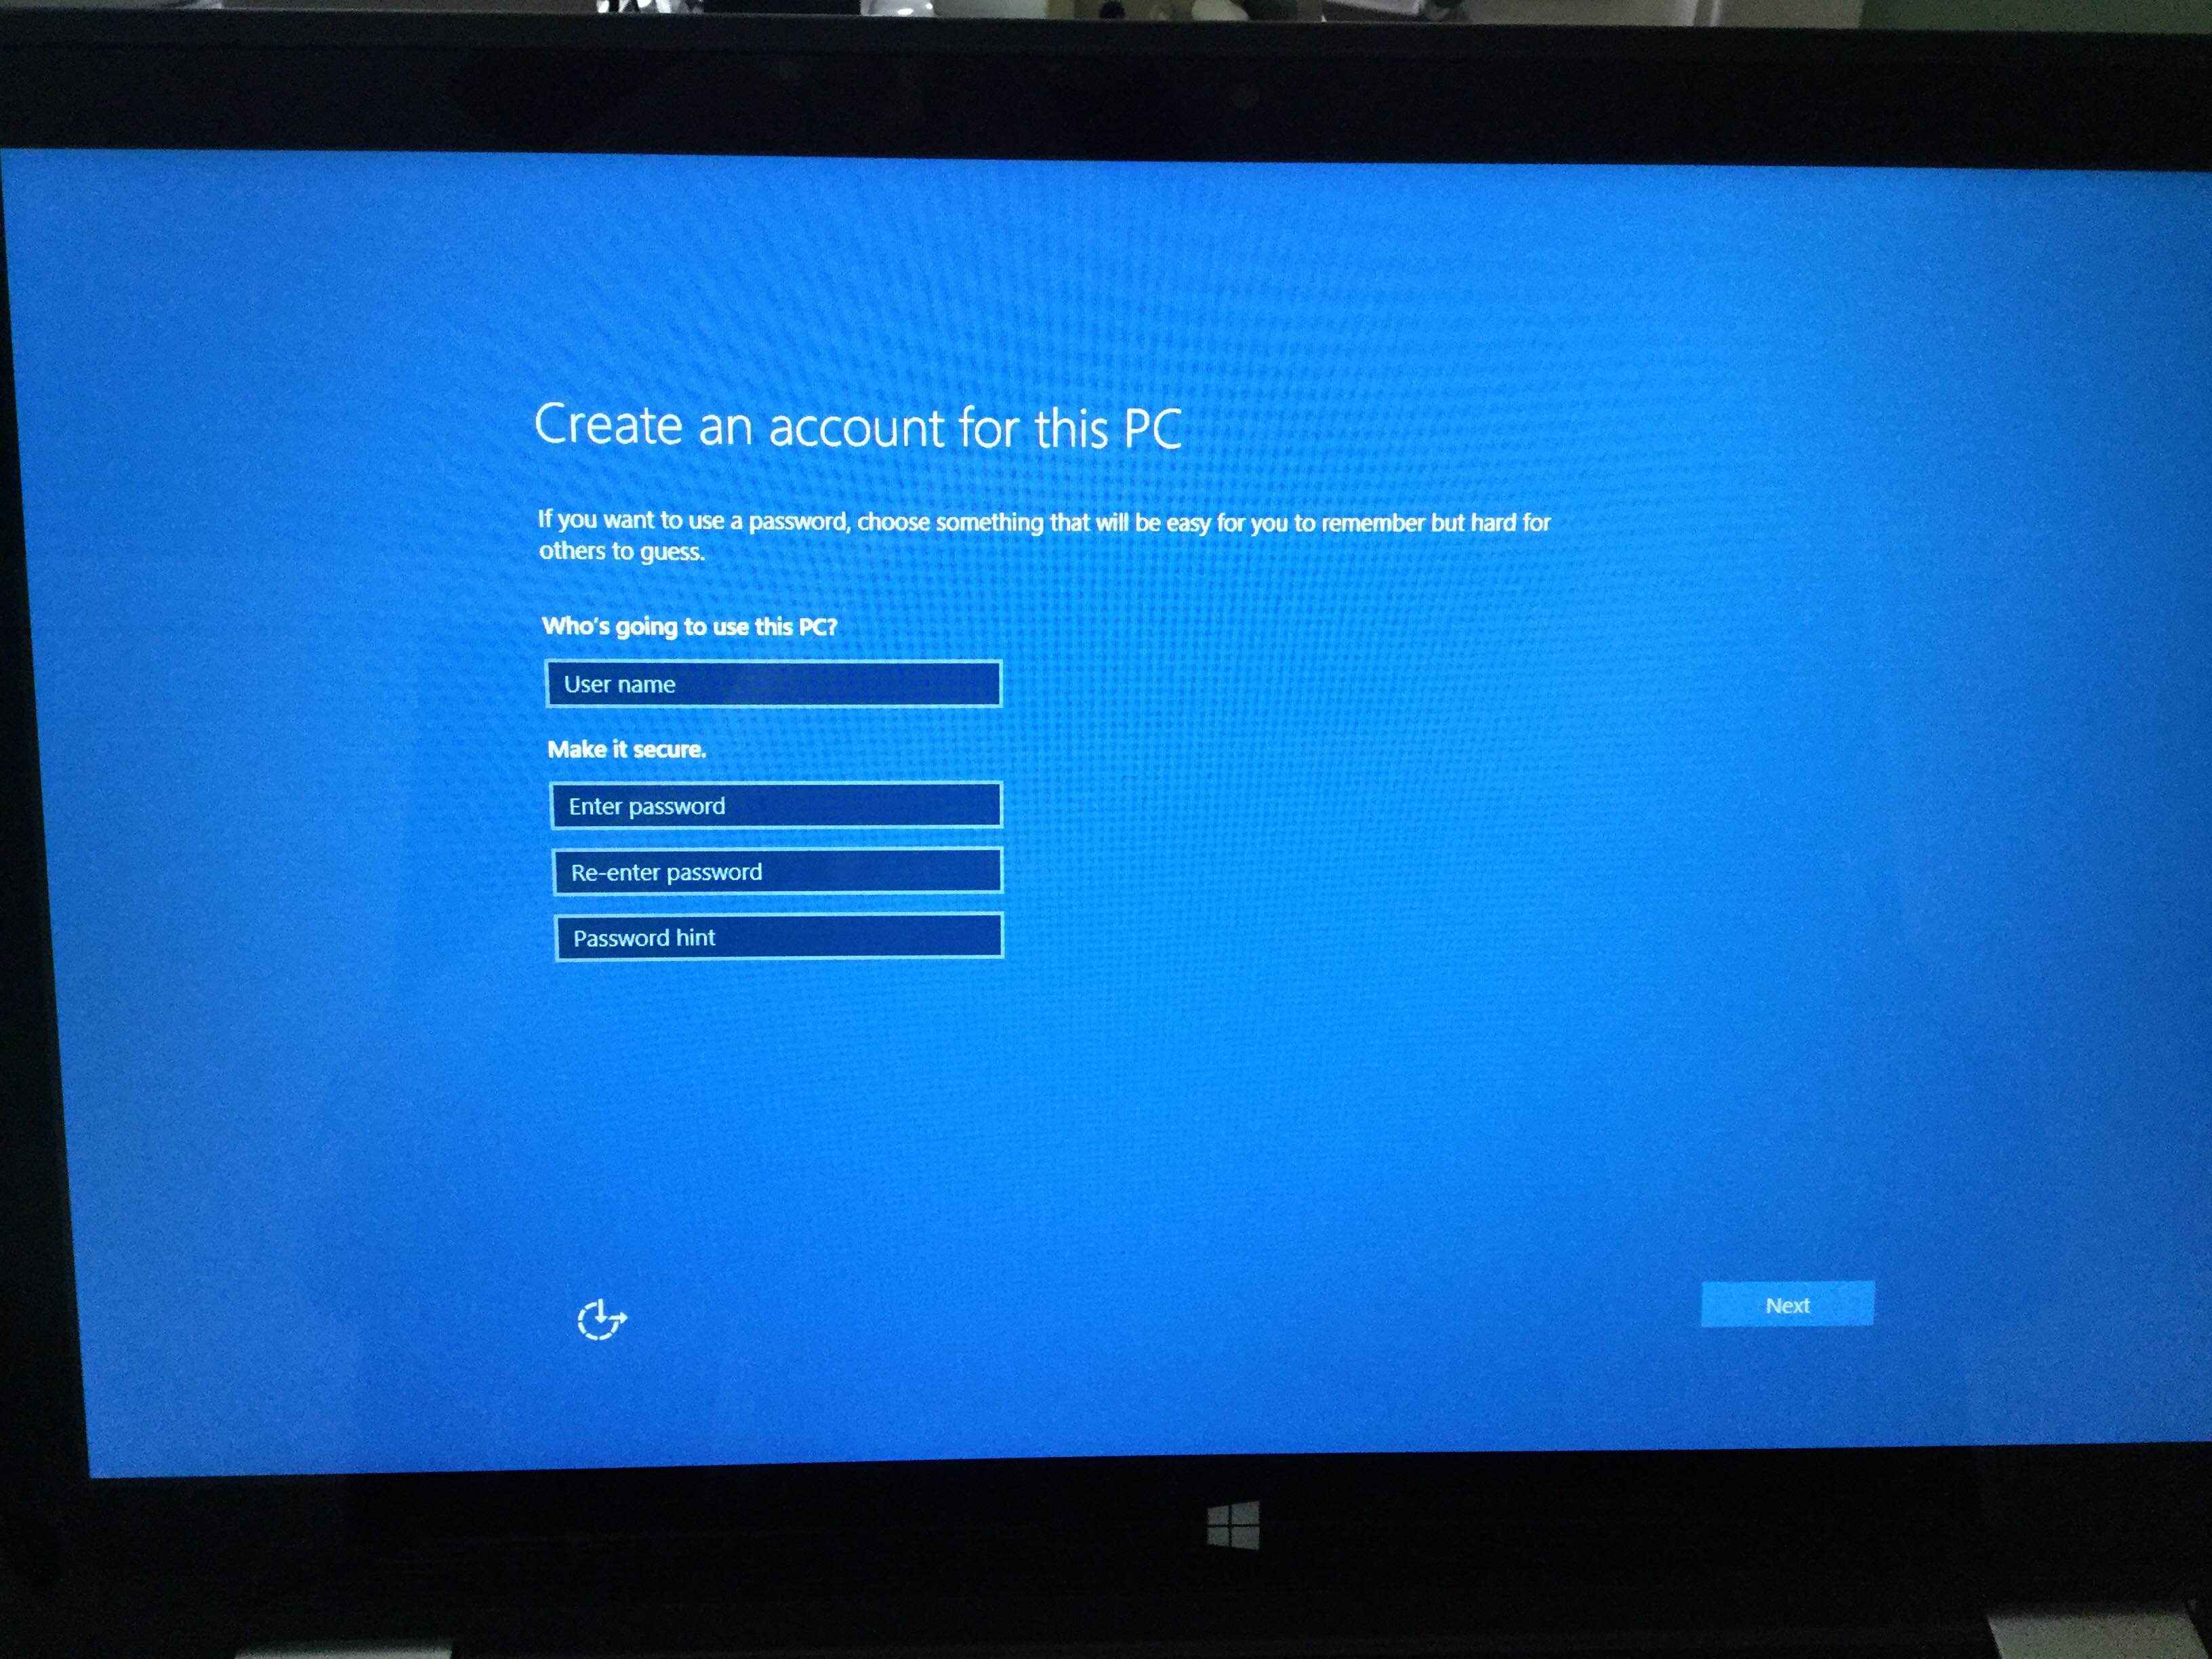 Create an account for this PC
If you want to use a password, choose something that will be easy for you to remember but hard for
others to guess.
Who's going to use this PC?
User name
Make it secure.
Enter password
Re-enter password
Password hint
Next